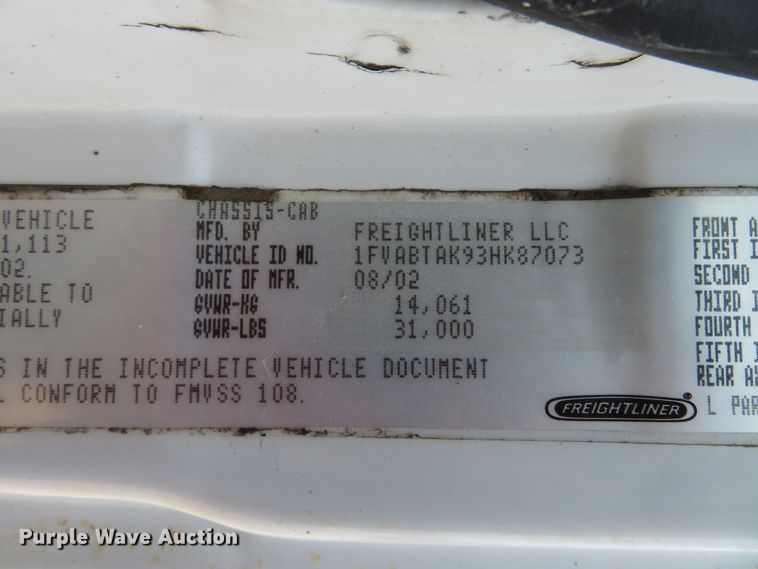 VEHICLE
1,113
02.
ABLE TO
IALLY
CHASSIS-CAB
MFD. BY FREIGHTLINER LLC
VEHICLE ID NO. 1FVABTAK93HK87073
DATE OF MFR. 08/02
GVWR-KG 14,061
GVWR-LBS 31,000
S IN THE INCOMPLETE VEHICLE DOCUMENT
L CONFORM TO FMVSS 108.
FRONT A
FIRST I
SECOND
THIRD I
FOURTH
FIFTH I
REAR A
FREIGHTLINER
L PAR
Purple Wave Auction